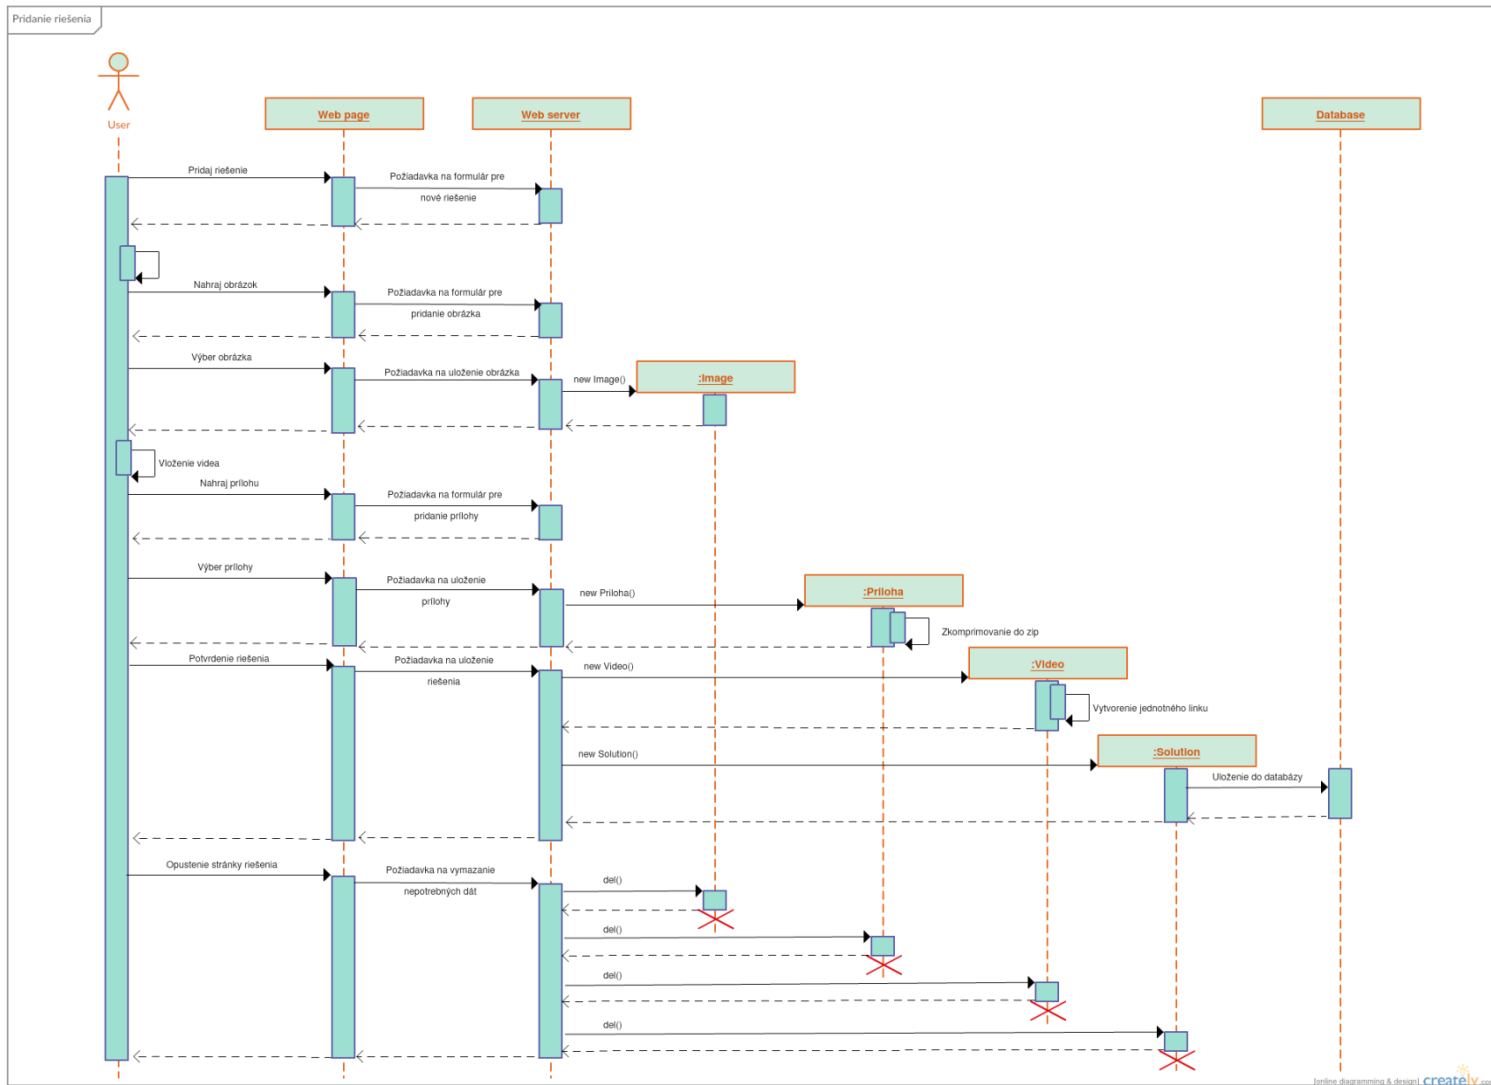 Pridanie riešenia
User
Web page
Web server
Database
Pridaj riešenie
Požiadavka na formulár pre
nové riešenie
Nahraj obrázok
Požiadavka na formulár pre
pridanie obrázka
Výber obrázka
Požiadavka na uloženie obrázka
new Image()
:Image
Vloženie videa
Nahraj prílohu
Požiadavka na formulár pre
pridanie prílohy
Výber prílohy
Požiadavka na uloženie
prílohy
new Priloha()
:Priloha
Zkomprimovanie do zip
Potvrdenie riešenia
Požiadavka na uloženie
riešenia
new Video()
:Video
Vytvorenie jednotného linku
new Solution()
:Solution
Uloženie do databázy
Opustenie stránky riešenia
Požiadavka na vymazanie
nepotrebných dát
del()
del()
del()
del()
[online diagramming & design] creately.com